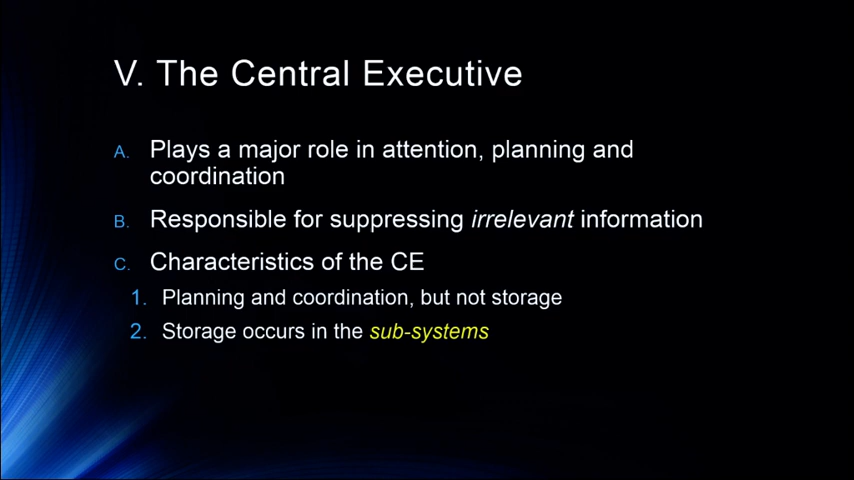 V. The Central Executive
A. Plays a major role in attention, planning and
coordination
B. Responsible for suppressing irrelevant information
C. Characteristics of the CE
1. Planning and coordination, but not storage
2. Storage occurs in the sub-systems